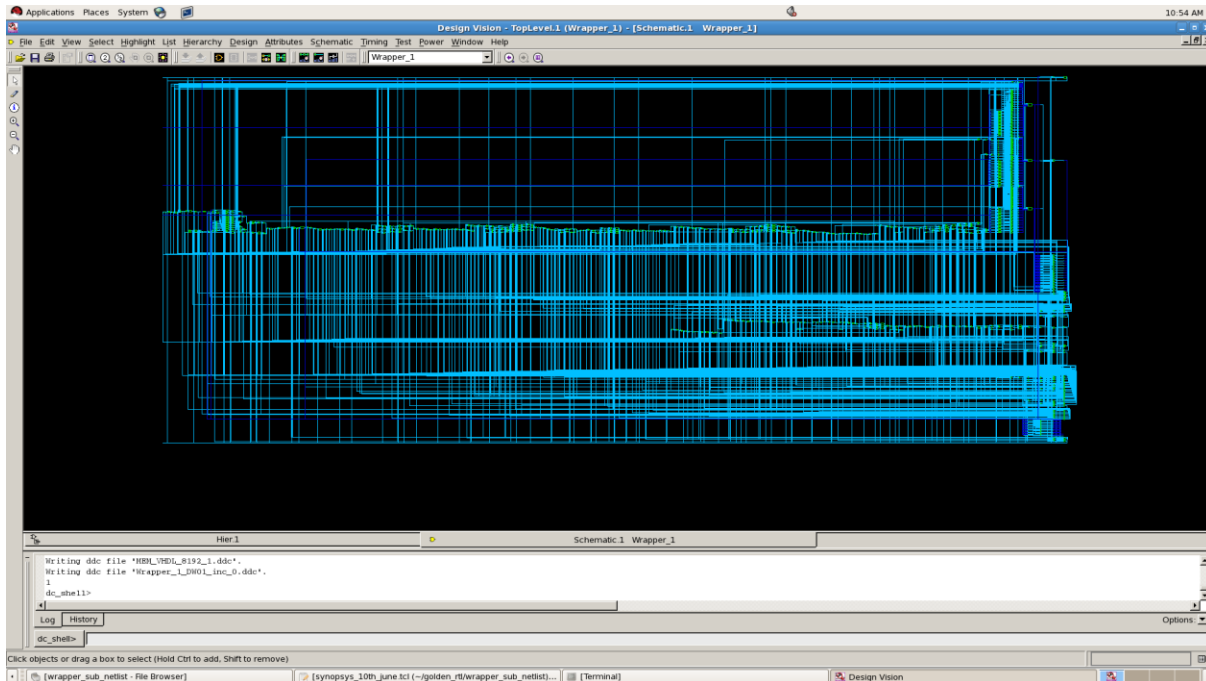 Applications Places System 10:54 AM
Design Vision - TopLevel.1 (Wrapper_1) - [Schematic.1 Wrapper_1]
File Edit View Select Highlight List Hierarchy Design Attributes Schematic Timing Test Power Window Help
Wrapper_1
Hier.1 Schematic.1 Wrapper_1
Writing ddc file 'MEM_VHDL_8192_1.ddc'.
Writing ddc file 'Wrapper_1_DW01_inc_0.ddc'.
1
dc_shell>
Log History Options:
dc_shell>
Click objects or drag a box to select (Hold Ctrl to add, Shift to remove)
[wrapper_sub_netlist - File Browser] [synopsys_10th_june.tcl (~/golden_rtl/wrapper_sub_netlist)... [Terminal] Design Vision